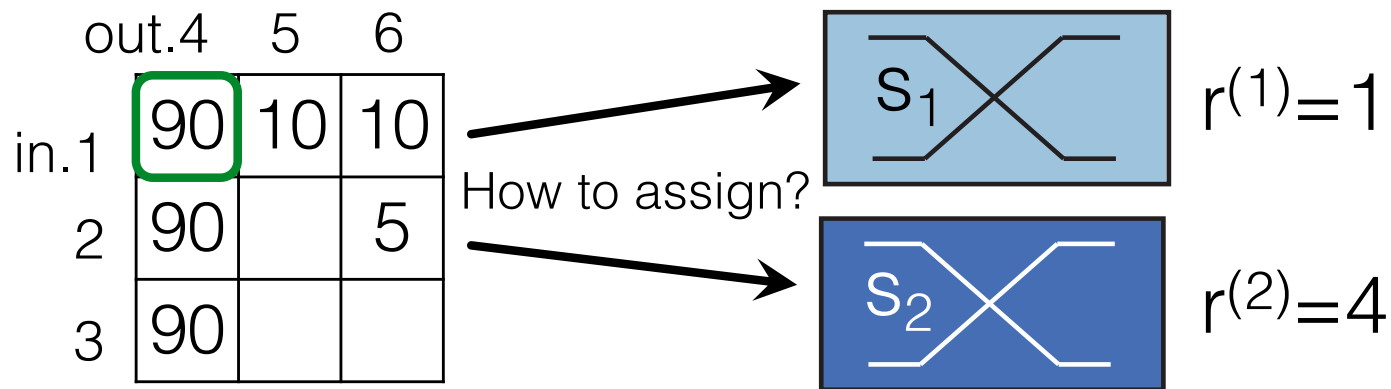 out.4 5 6
in.1 90 10 10
2 90 5
3 90
How to assign?
S1
r(1)=1
S2
r(2)=4